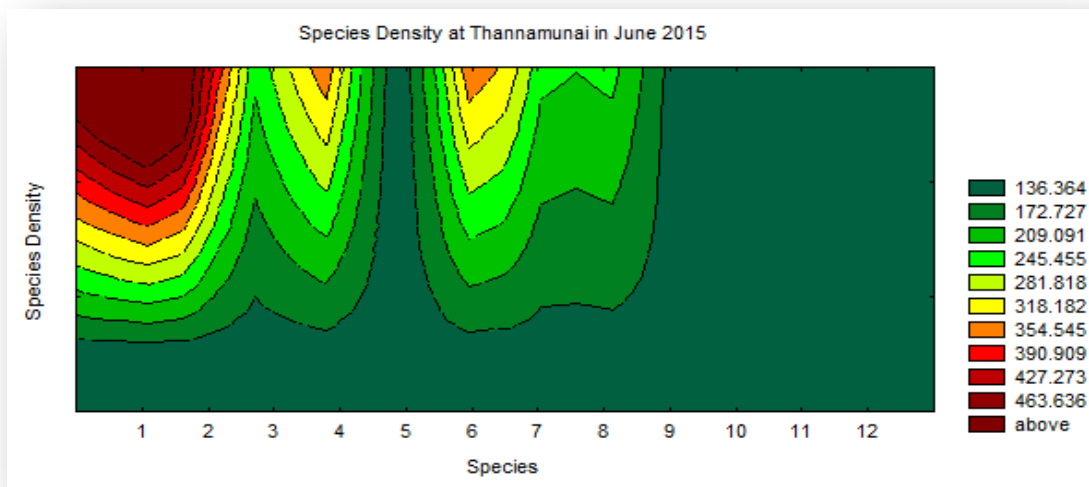 Species Density at Thannamunai in June 2015
Species Density
136.364
172.727
209.091
245.455
281.818
318.182
354.545
390.909
427.273
463.636
above
1 2 3 4 5 6 7 8 9 10 11 12
Species